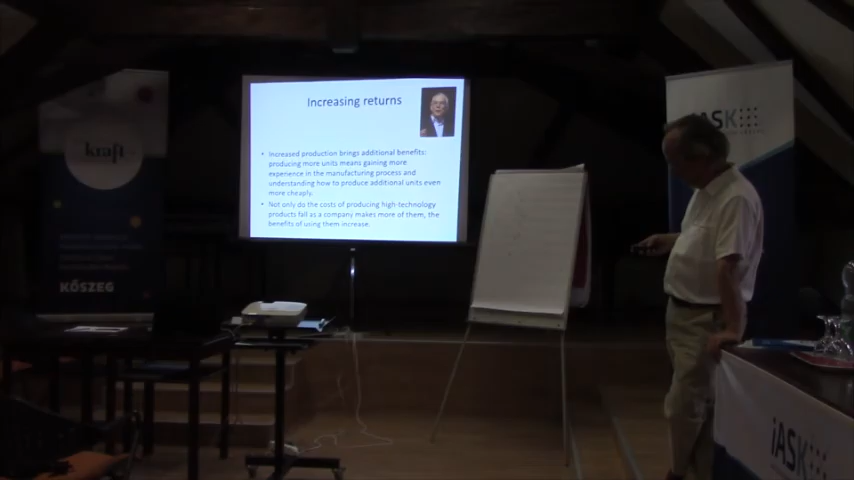 Increasing returns
• Increased production brings additional benefits:
producing more units means gaining more
experience in the manufacturing process and
understanding how to produce additional units even
more cheaply.
• Not only do the costs of producing high-technology
products fall as a company makes more of them, the
benefits of using them increase.
kraft
KŐSZEG
iASK
iASK